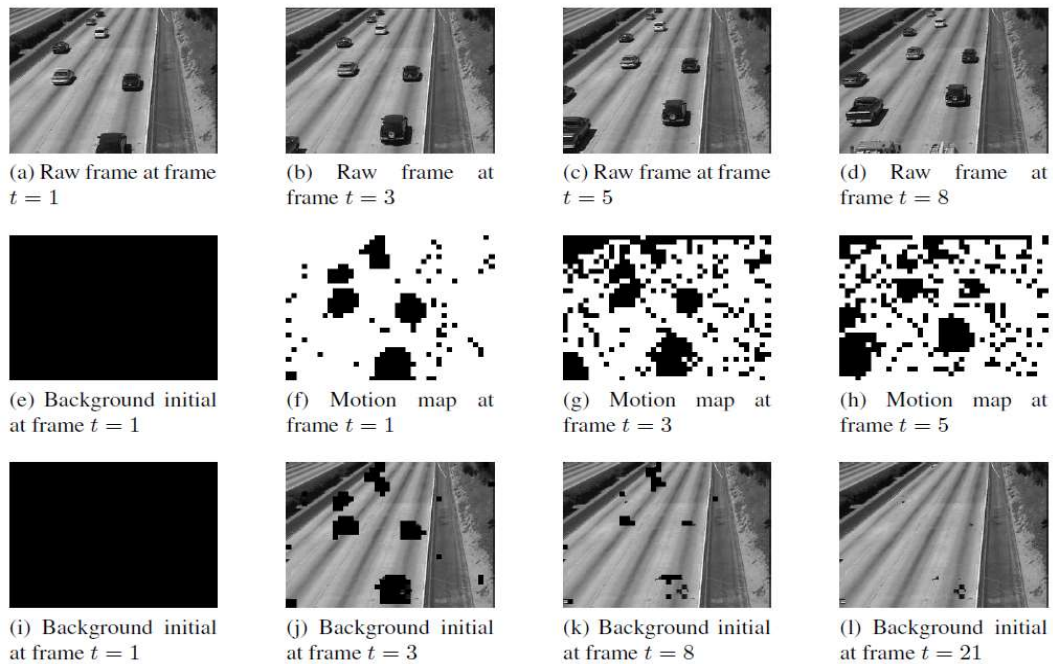 (a) Raw frame at frame
t = 1
(b) Raw frame at
frame t = 3
(c) Raw frame at frame
t = 5
(d) Raw frame at
frame t = 8
(e) Background initial
at frame t = 1
(f) Motion map at
frame t = 1
(g) Motion map at
frame t = 3
(h) Motion map at
frame t = 5
(i) Background initial
at frame t = 1
(j) Background initial
at frame t = 3
(k) Background initial
at frame t = 8
(l) Background initial
at frame t = 21